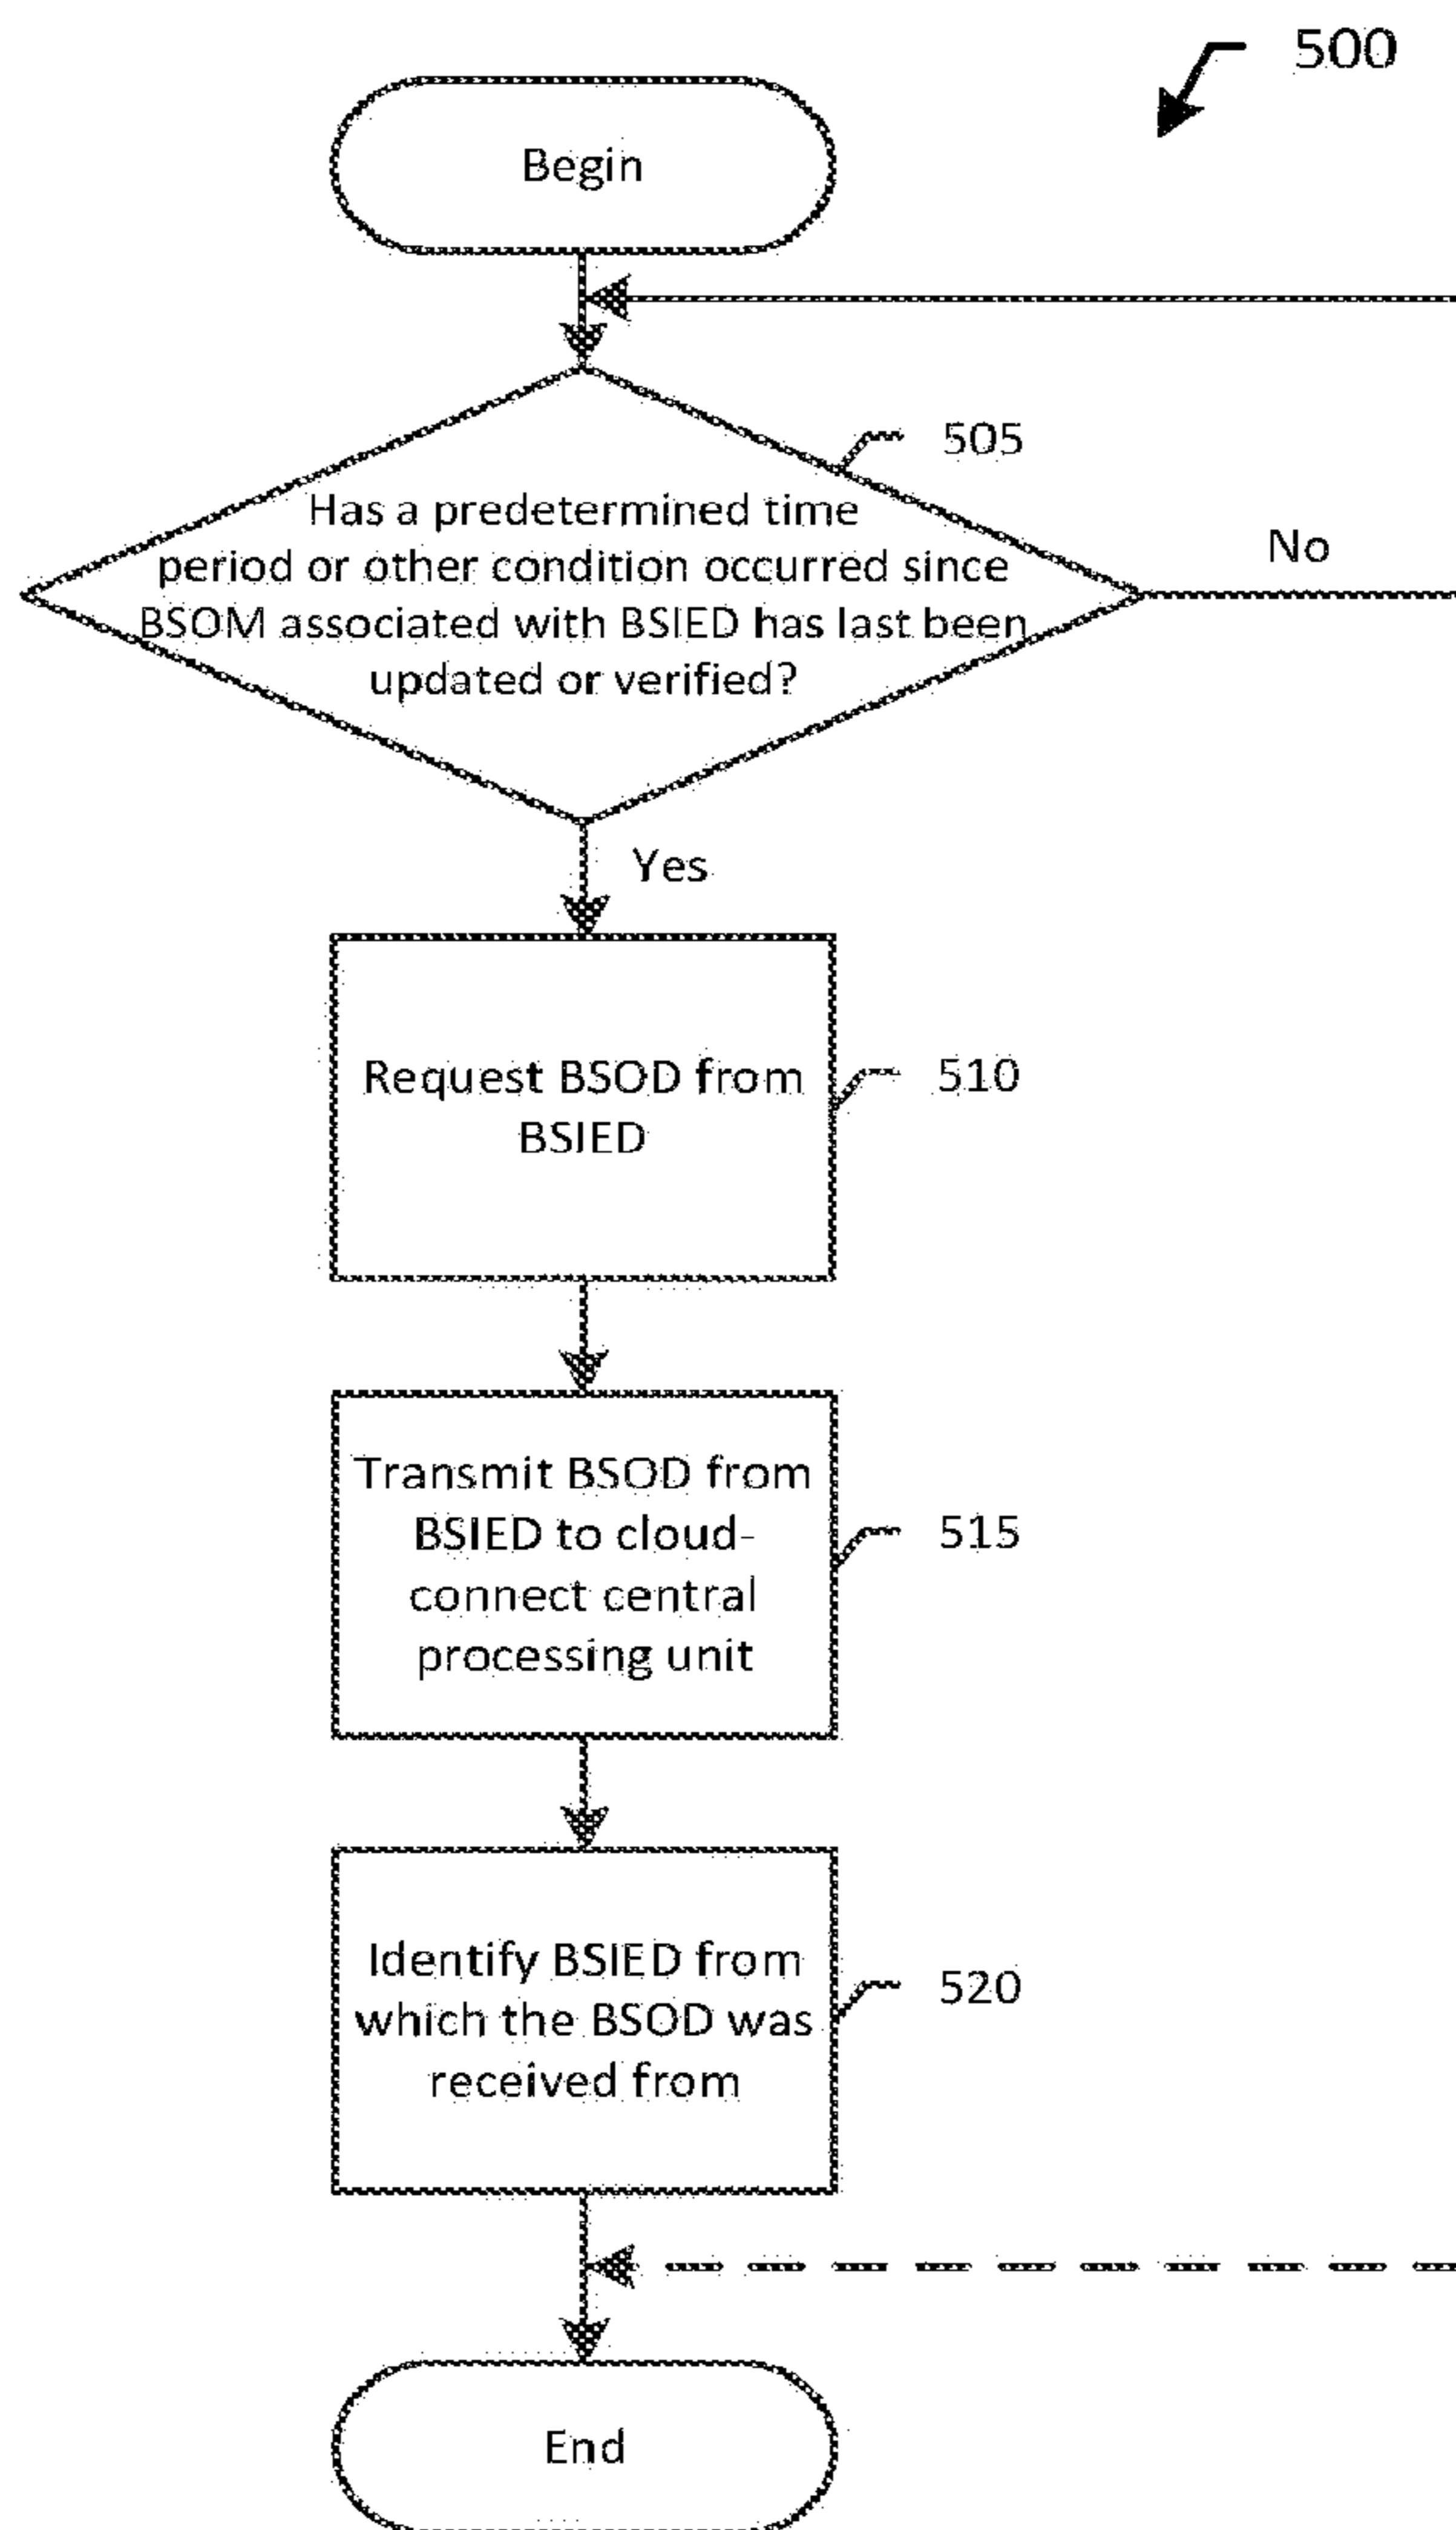 500
Begin
505
Has a predetermined time
period or other condition occurred since
BSOM associated with BSIED has last been
updated or verified?
No
Yes
Request BSOD from
BSIED
510
Transmit BSOD from
BSIED to cloud-
connect central
processing unit
515
Identify BSIED from
which the BSOD was
received from
520
End